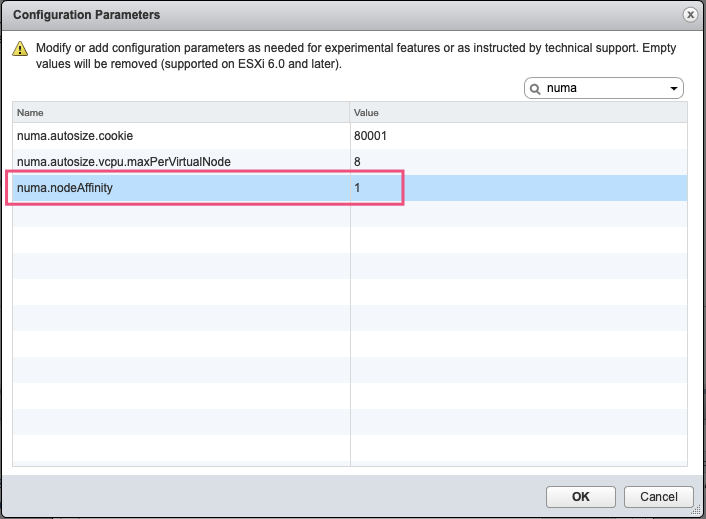 Configuration Parameters
Modify or add configuration parameters as needed for experimental features or as instructed by technical support. Empty
values will be removed (supported on ESXi 6.0 and later).
numa
Name Value
numa.autosize.cookie 80001
numa.autosize.vcpu.maxPerVirtualNode 8
numa.nodeAffinity 1
OK Cancel